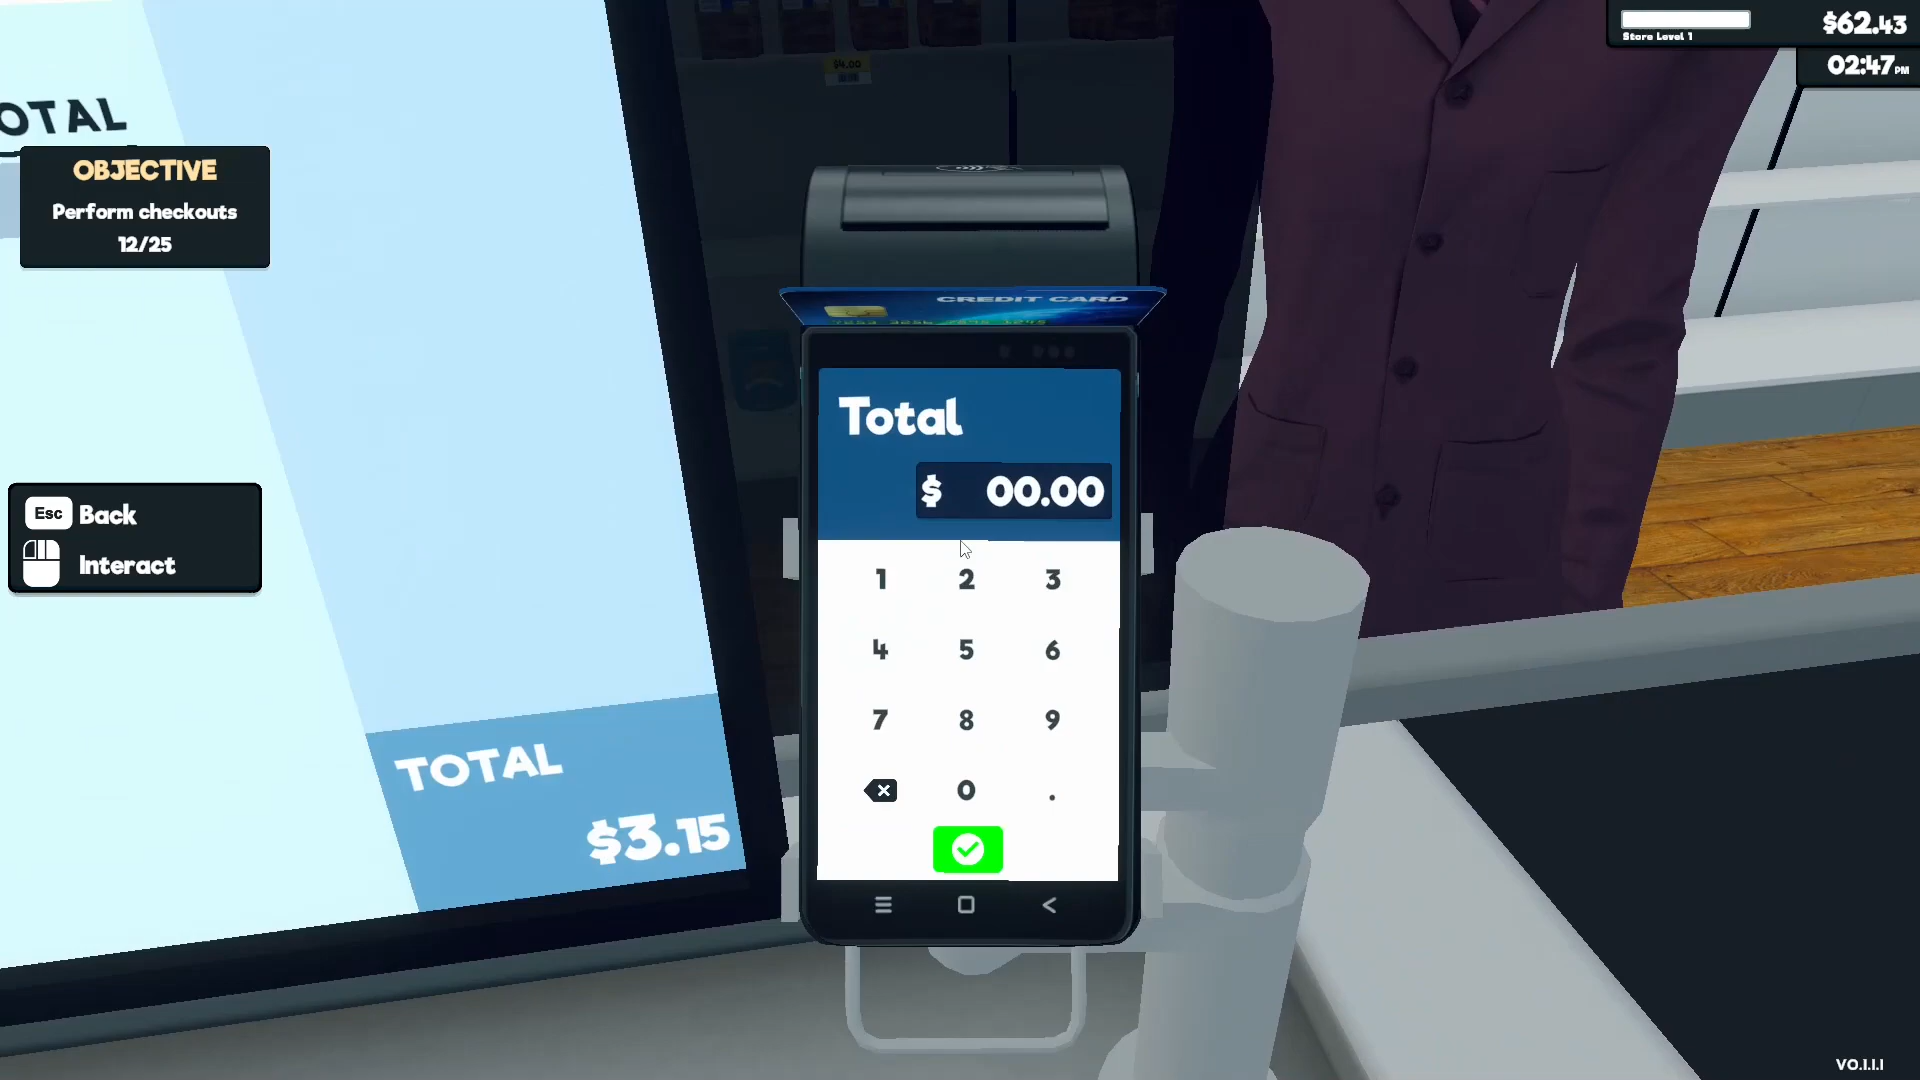 Store Level 1
$62.43
02:47PM
OTAL
OBJECTIVE
Perform checkouts
12/25
$4.00
CREDIT CARD
Total
$ 00.00
Esc Back
Interact
1 2 3
4 5 6
7 8 9
0 .
TOTAL
$3.15
V0.1.1.1